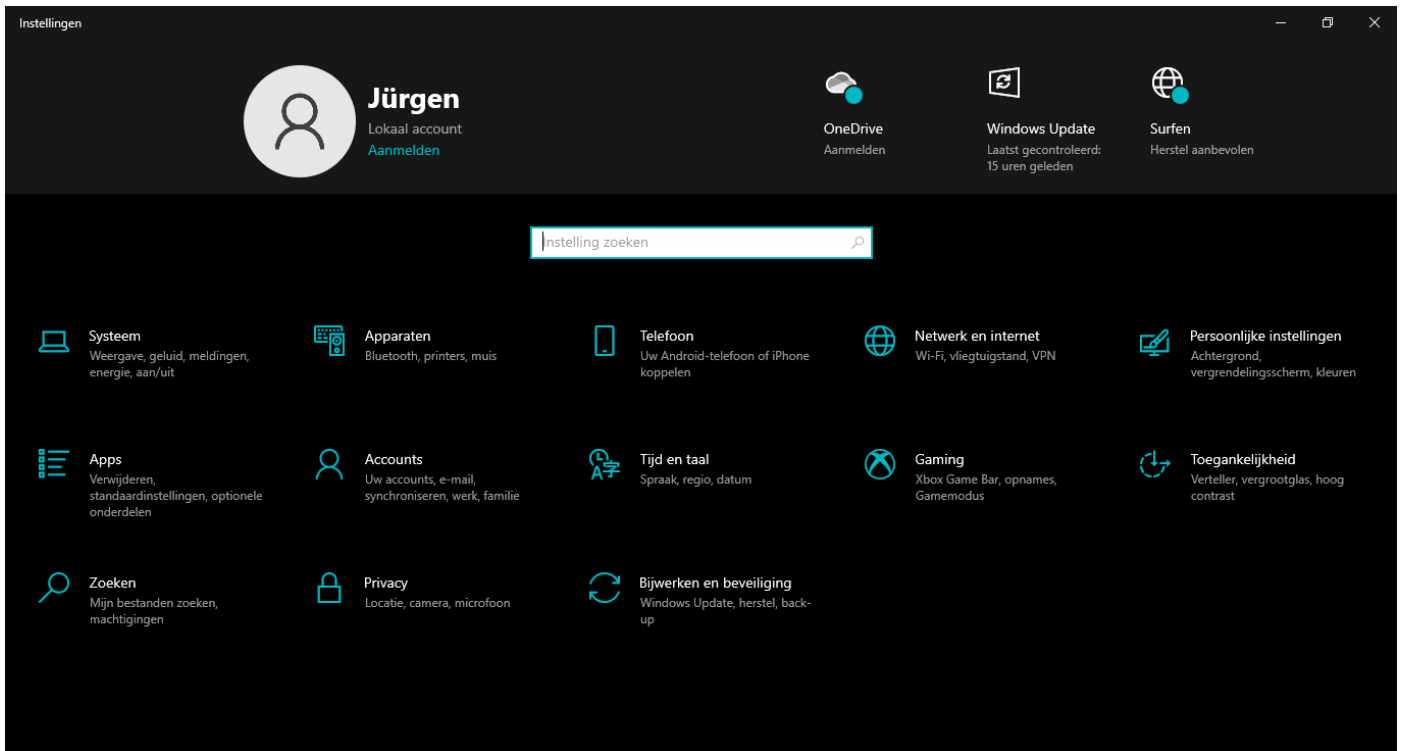 Instellingen
Jürgen
Lokaal account
Aanmelden
OneDrive
Aanmelden
Windows Update
Laatst gecontroleerd:
15 uren geleden
Surfen
Herstel aanbevolen
Instelling zoeken
Systeem
Weergave, geluid, meldingen,
energie, aan/uit
Apparaten
Bluetooth, printers, muis
Telefoon
Uw Android-telefoon of iPhone
koppelen
Netwerk en internet
Wi-Fi, vliegtuigstand, VPN
Persoonlijke instellingen
Achtergrond,
vergrendelingsscherm, kleuren
Apps
Verwijderen,
standaardinstellingen, optionele
onderdelen
Accounts
Uw accounts, e-mail,
synchroniseren, werk, familie
Tijd en taal
Spraak, regio, datum
Gaming
Xbox Game Bar, opnames,
Gamemodus
Toegankelijkheid
Verteller, vergrootglas, hoog
contrast
Zoeken
Mijn bestanden zoeken,
machtigingen
Privacy
Locatie, camera, microfoon
Bijwerken en beveiliging
Windows Update, herstel, back-
up